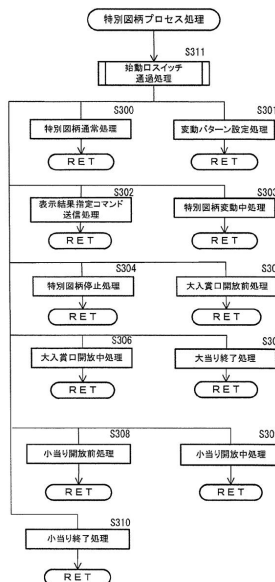 特別図柄プロセス処理
S311
始動口スイッチ
通過処理
S300
S301
特別図柄通常処理
変動パターン設定処理
RET
RET
S302
S303
表示結果指定コマンド
送信処理
特別図柄変動中処理
RET
RET
S304
S30
特別図柄停止処理
大入賞口開放前処理
RET
RET
S306
S30
大入賞口開放中処理
大当り終了処理
RET
RET
S308
S30
小当り開放前処理
小当り開放中処理
RET
RET
S310
小当り終了処理
RET